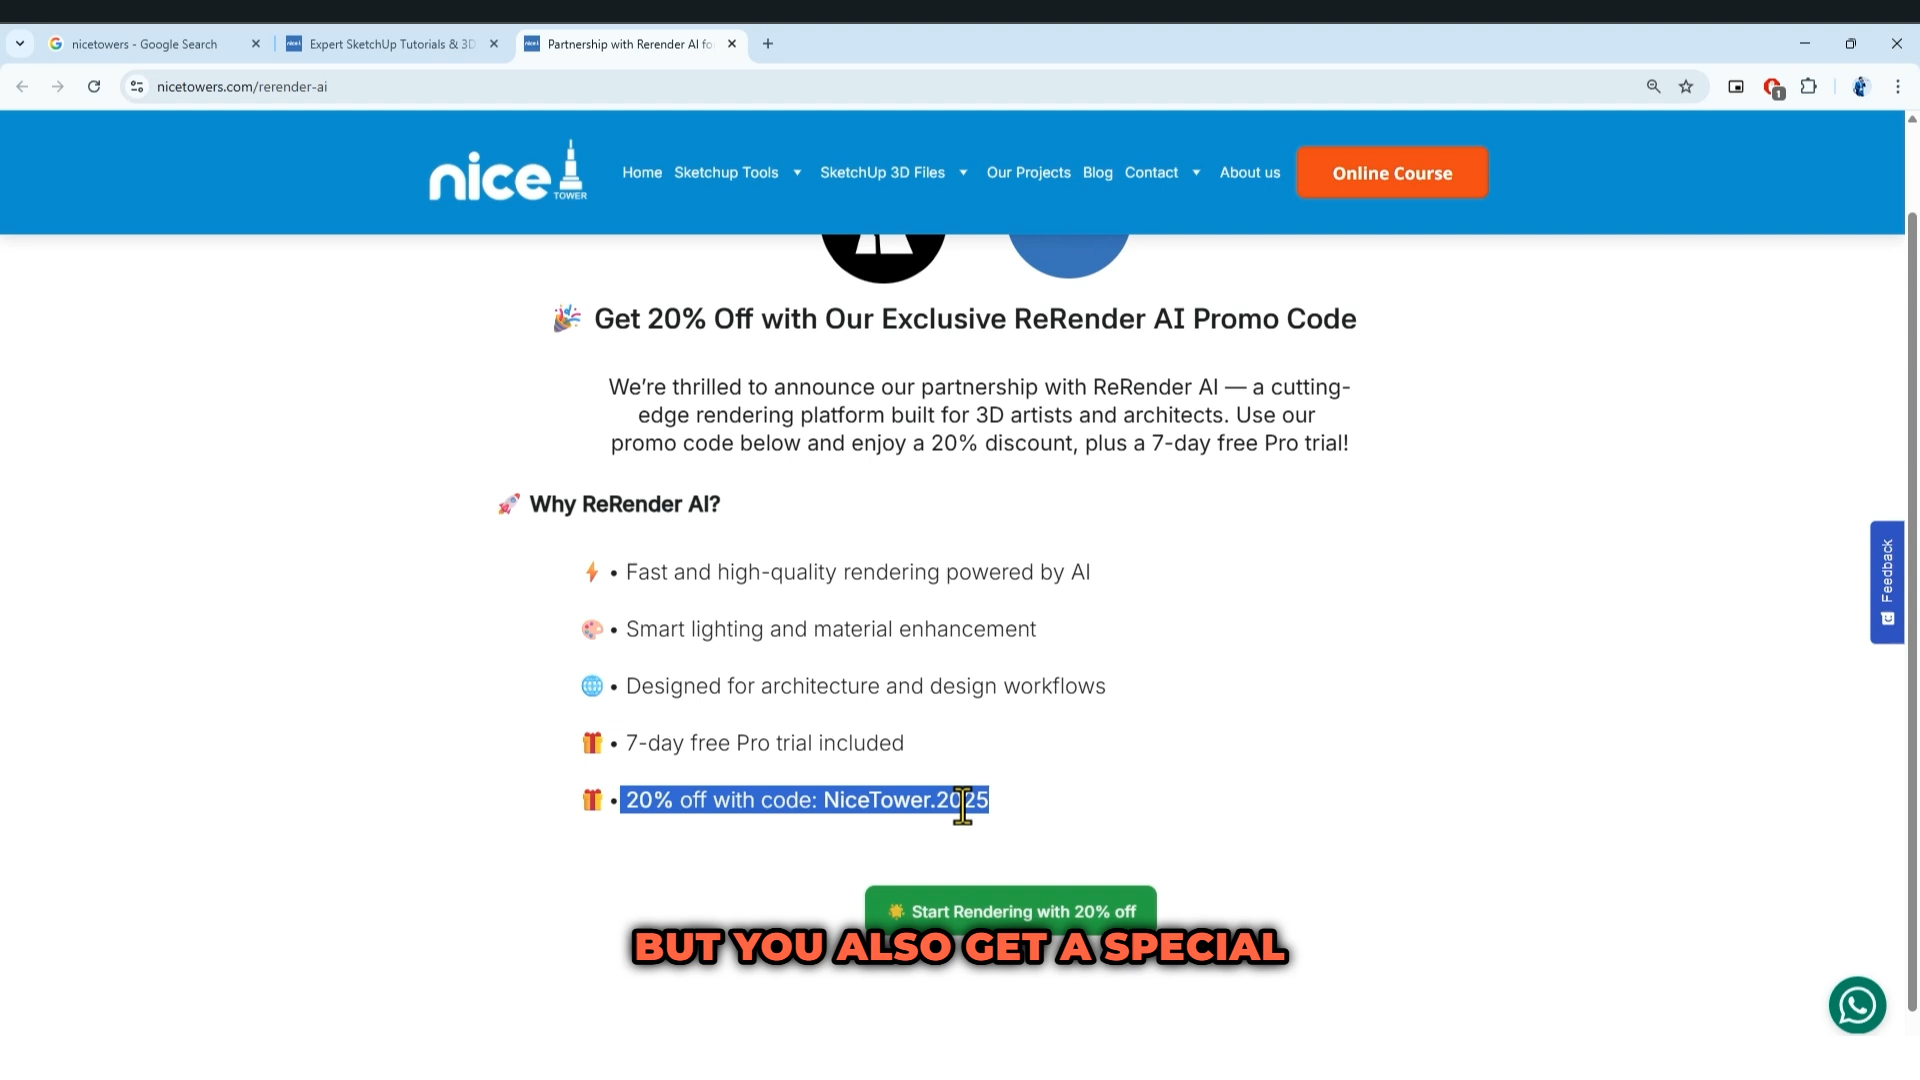 nicetowers - Google Search
Expert SketchUp Tutorials & 3D
Partnership with Rerender AI fo
nicetowers.com/rerender-ai
1
nice
TOWER
Home
Sketchup Tools
SketchUp 3D Files
Our Projects
Blog
Contact
About us
Online Course
🎉 Get 20% Off with Our Exclusive ReRender AI Promo Code
We’re thrilled to announce our partnership with ReRender AI — a cutting-
edge rendering platform built for 3D artists and architects. Use our
promo code below and enjoy a 20% discount, plus a 7-day free Pro trial!
🚀 Why ReRender AI?
⚡ • Fast and high-quality rendering powered by AI
🎨 • Smart lighting and material enhancement
🌐 • Designed for architecture and design workflows
🎁 • 7-day free Pro trial included
🎁 • 20% off with code: NiceTower.2025
Feedback
Start Rendering with 20% off
BUT YOU ALSO GET A SPECIAL